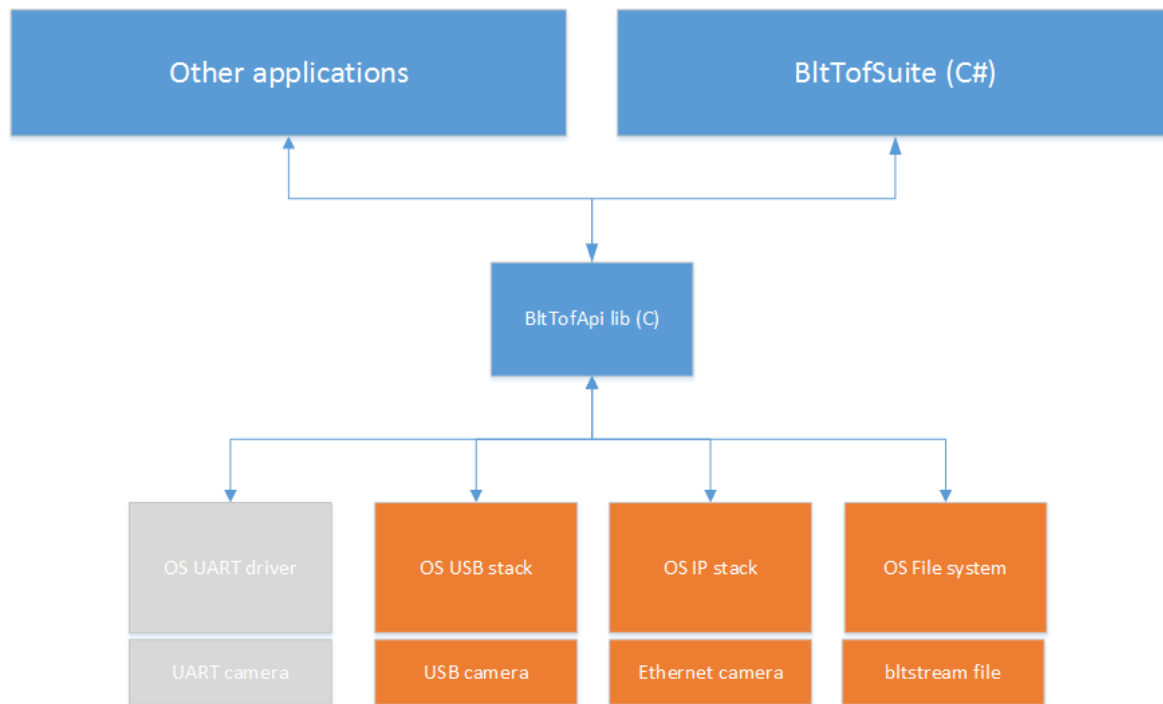 Other applications
BltTofSuite (C#)
BltTofApi lib (C)
OS UART driver
OS USB stack
OS IP stack
OS File system
UART camera
USB camera
Ethernet camera
bltstream file